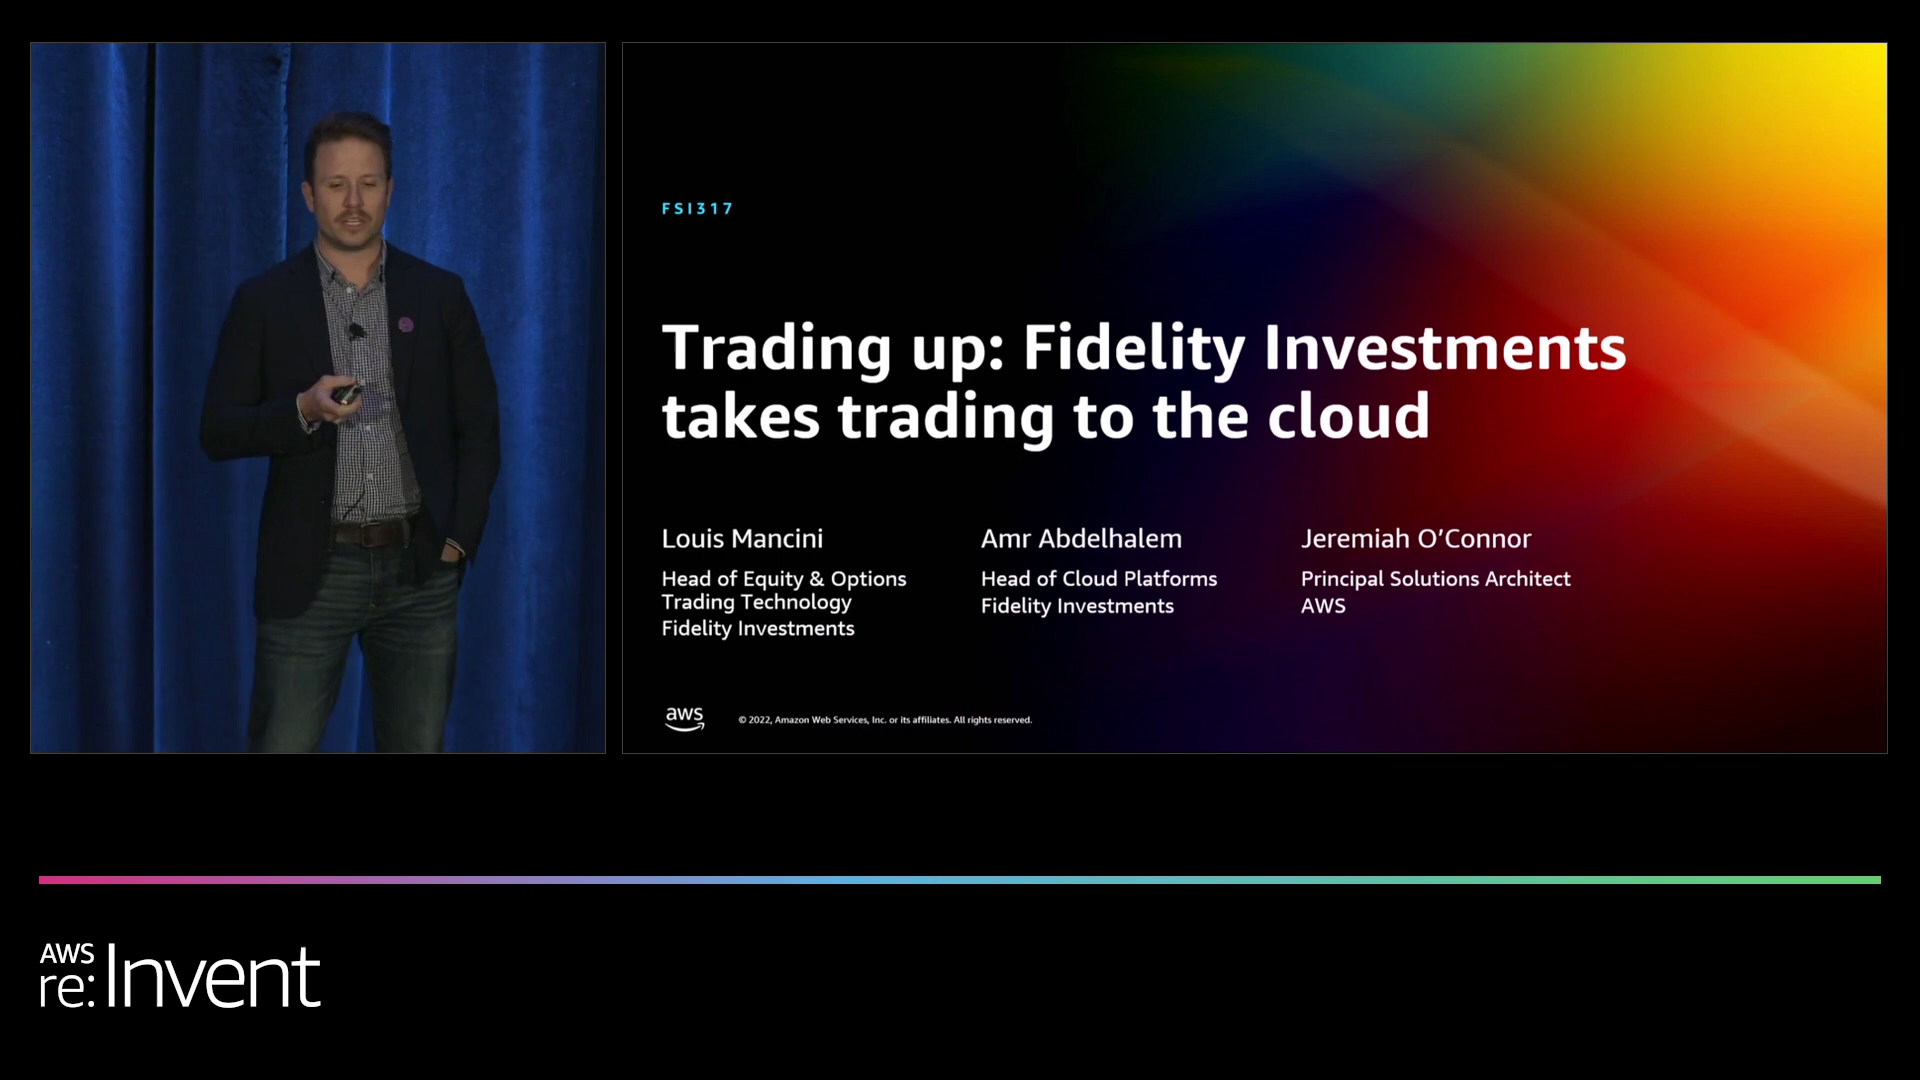 FSI317
Trading up: Fidelity Investments
takes trading to the cloud
Louis Mancini
Head of Equity & Options
Trading Technology
Fidelity Investments
Amr Abdelhalem
Head of Cloud Platforms
Fidelity Investments
Jeremiah O’Connor
Principal Solutions Architect
AWS
aws
© 2022, Amazon Web Services, Inc. or its affiliates. All rights reserved.
AWS
re:Invent